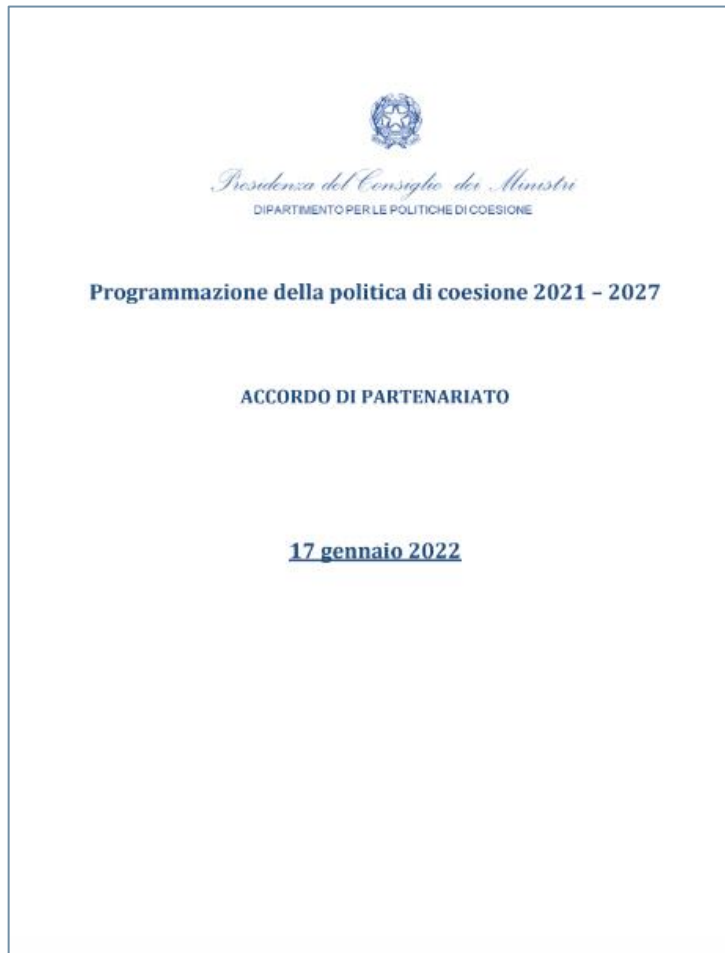 Presidenza del Consiglio dei Ministri
DIPARTIMENTO PER LE POLITICHE DI COESIONE
Programmazione della politica di coesione 2021 – 2027
ACCORDO DI PARTENARIATO
17 gennaio 2022